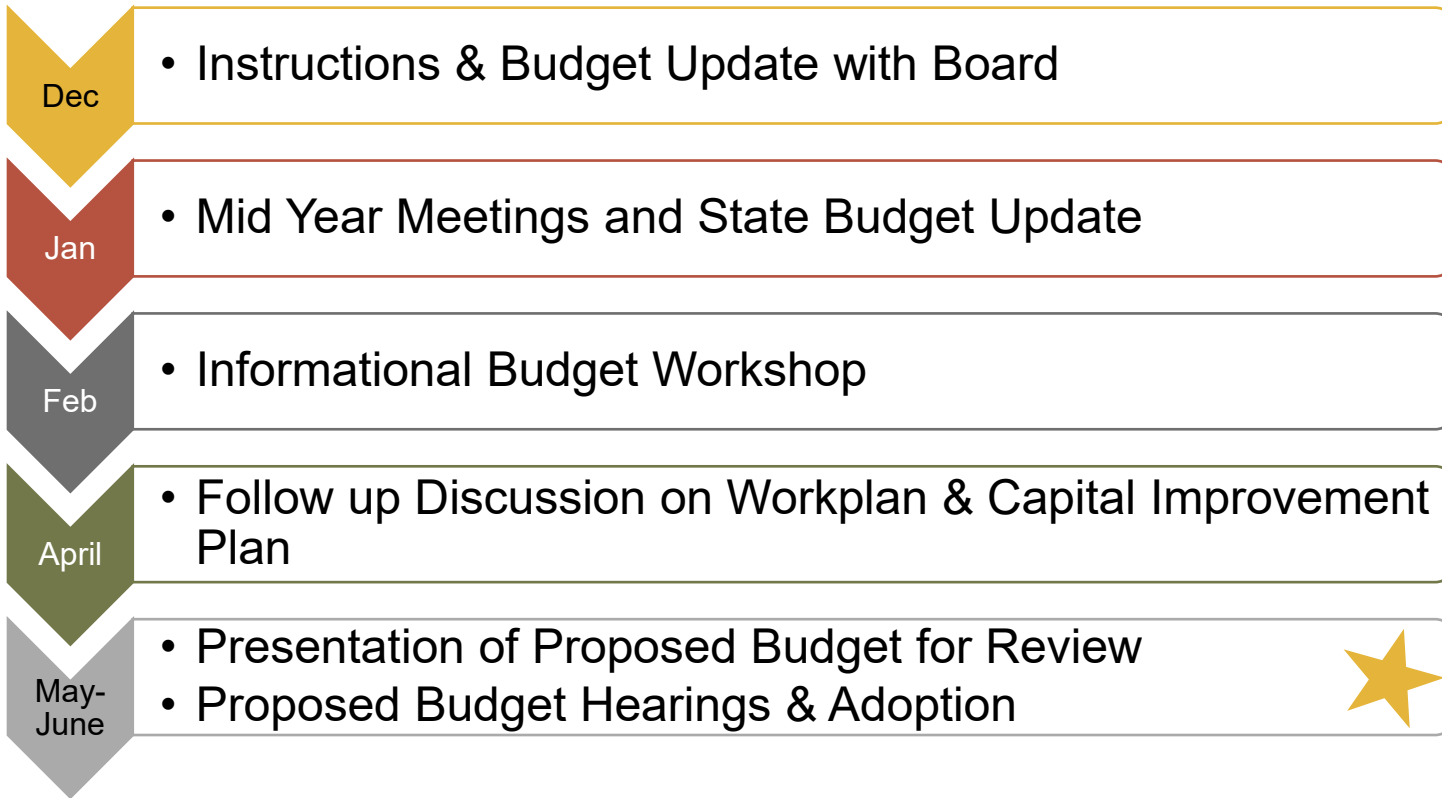 Dec
• Instructions & Budget Update with Board
Jan
• Mid Year Meetings and State Budget Update
Feb
• Informational Budget Workshop
April
• Follow up Discussion on Workplan & Capital Improvement
Plan
May-
June
• Presentation of Proposed Budget for Review
• Proposed Budget Hearings & Adoption